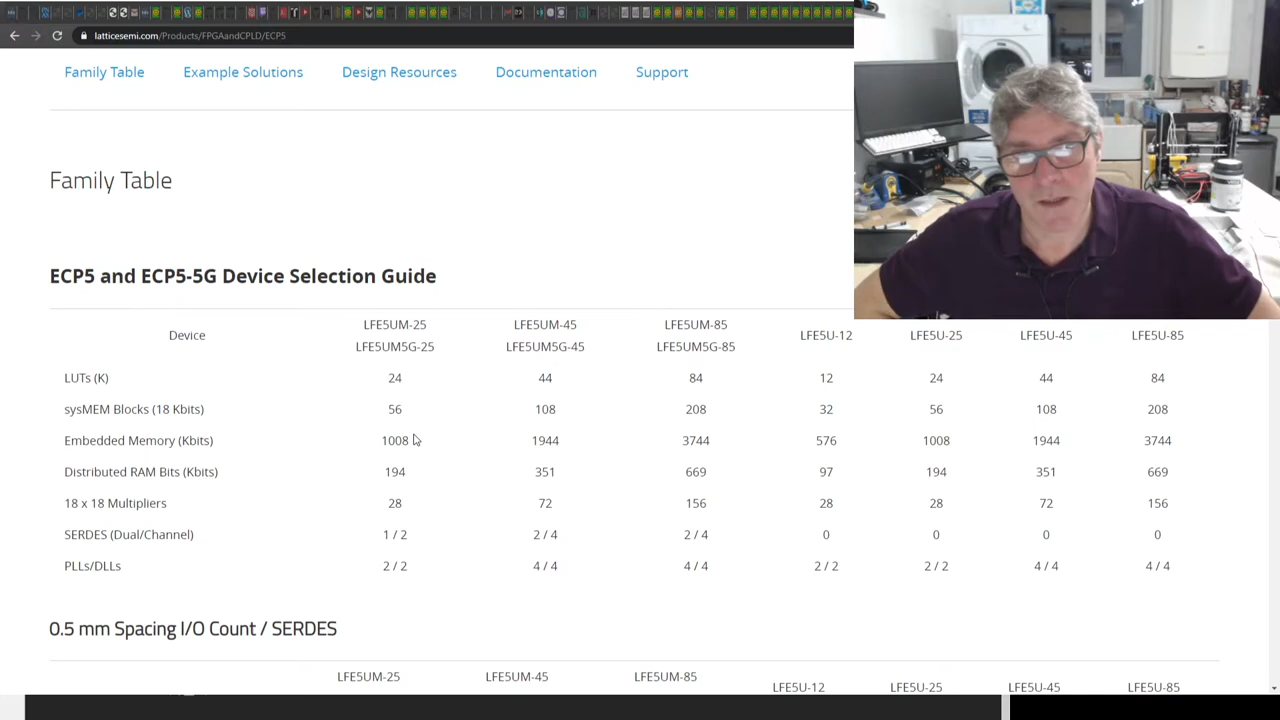 latticesemi.com/Products/FPGAandCPLD/ECP5
Family Table Example Solutions Design Resources Documentation Support
Family Table
ECP5 and ECP5-5G Device Selection Guide
Device LFE5UM-25 LFE5UM5G-25 LFE5UM-45 LFE5UM5G-45 LFE5UM-85 LFE5UM5G-85 LFE5U-12 LFE5U-25 LFE5U-45 LFE5U-85
LUTs (K) 24 44 84 12 24 44 84
sysMEM Blocks (18 Kbits) 56 108 208 32 56 108 208
Embedded Memory (Kbits) 1008 1944 3744 576 1008 1944 3744
Distributed RAM Bits (Kbits) 194 351 669 97 194 351 669
18 x 18 Multipliers 28 72 156 28 28 72 156
SERDES (Dual/Channel) 1 / 2 2 / 4 2 / 4 0 0 0 0
PLLs/DLLs 2 / 2 4 / 4 4 / 4 2 / 2 2 / 2 4 / 4 4 / 4
0.5 mm Spacing I/O Count / SERDES
LFE5UM-25 LFE5UM-45 LFE5UM-85 LFE5U-12 LFE5U-25 LFE5U-45 LFE5U-85